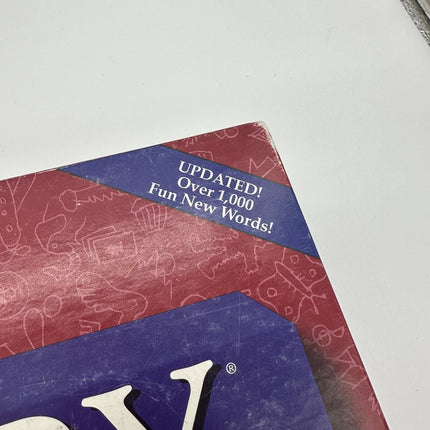 UPDATED!
Over 1,000
Fun New Words!
Y®